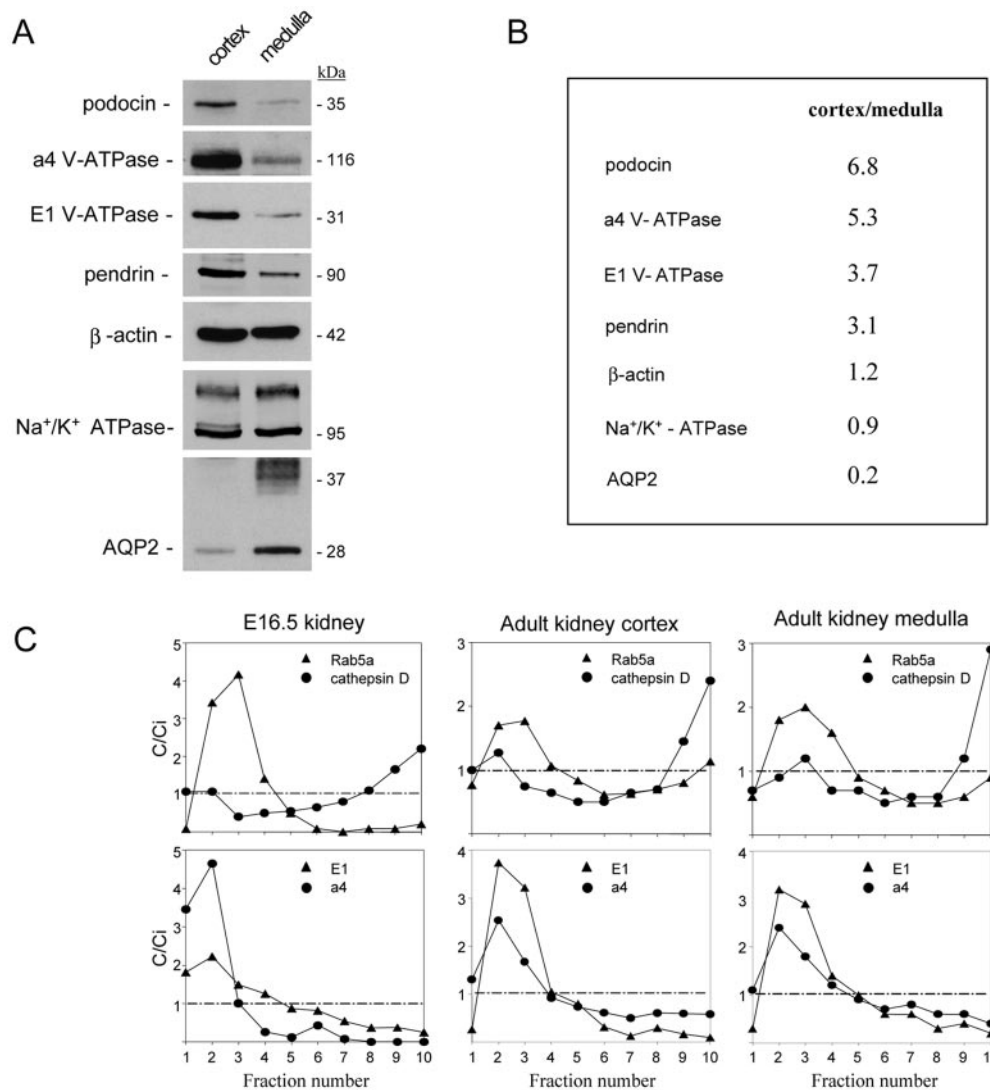 A
cortex medulla
kDa
podocin - - 35
a4 V-ATPase - - 116
E1 V-ATPase - - 31
pendrin - - 90
β-actin - - 42
Na⁺/K⁺ ATPase- - 95
- 37
AQP2 - - 28
B
cortex/medulla
podocin 6.8
a4 V- ATPase 5.3
E1 V- ATPase 3.7
pendrin 3.1
β-actin 1.2
Na⁺/K⁺ - ATPase 0.9
AQP2 0.2
C
E16.5 kidney
C/Ci
5
4
3
2
1
Rab5a
cathepsin D
Adult kidney cortex
3
2
1
Rab5a
cathepsin D
Adult kidney medulla
3
2
1
Rab5a
cathepsin D
C/Ci
5
4
3
2
1
E1
a4
1 2 3 4 5 6 7 8 9 10
Fraction number
4
3
2
1
E1
a4
1 2 3 4 5 6 7 8 9 10
Fraction number
4
3
2
1
E1
a4
1 2 3 4 5 6 7 8 9 1
Fraction number